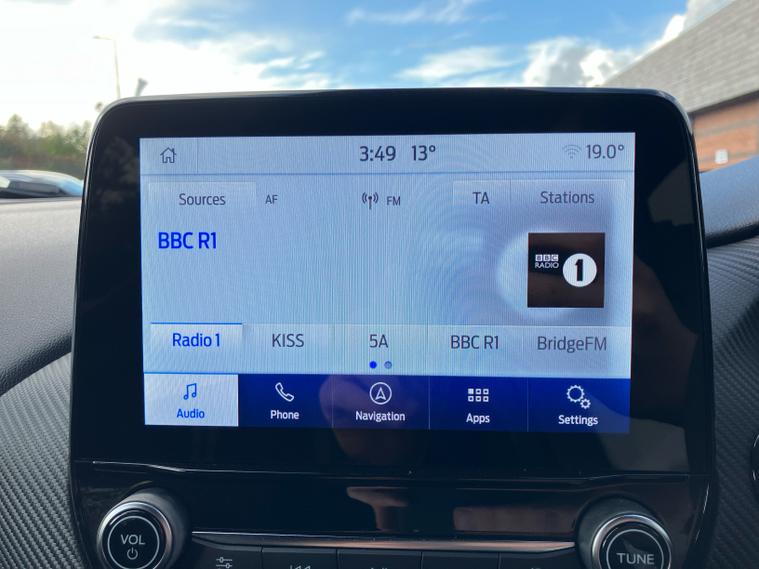 3:49 13° 19.0°
Sources AF FM TA Stations
BBC R1
BBC
RADIO 1
Radio 1 KISS 5A BBC R1 BridgeFM
Audio Phone Navigation Apps Settings
VOL TUNE